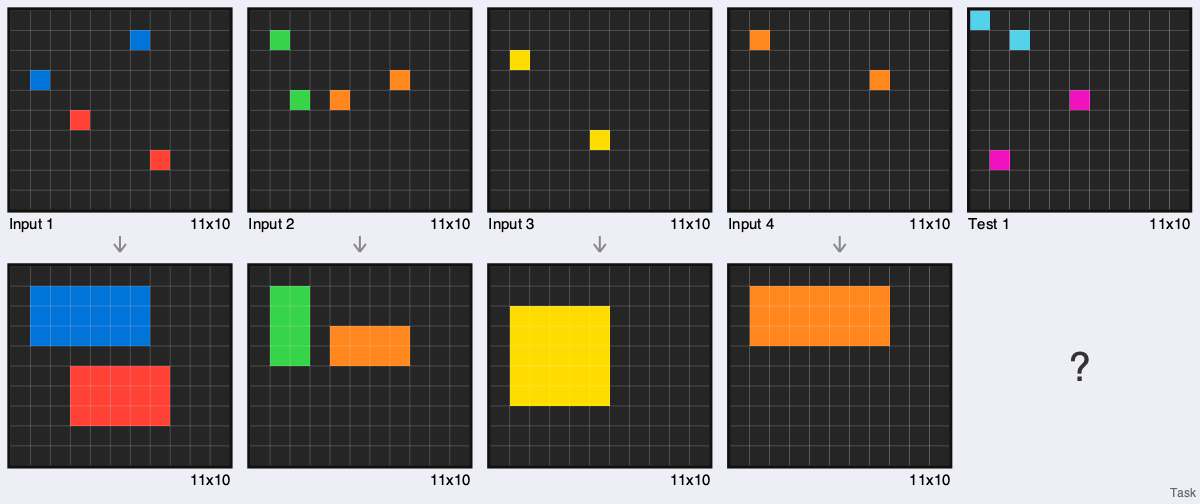 Input 1 11x10
Input 2 11x10
Input 3 11x10
Input 4 11x10
Test 1 11x10
↓ ↓ ↓ ↓
?
11x10 11x10 11x10 11x10
Task